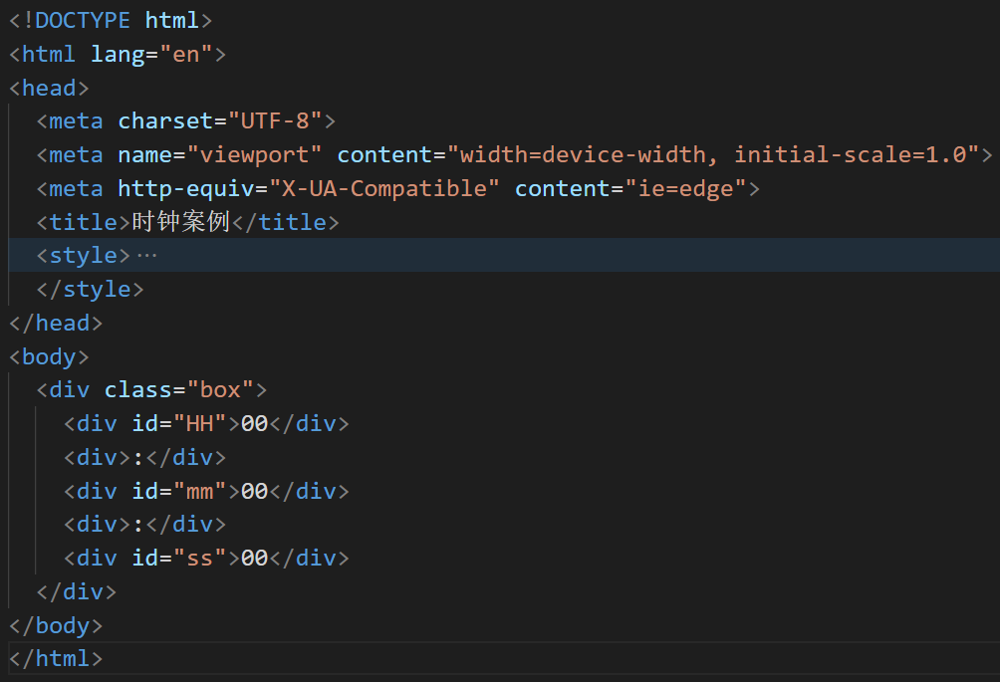 <!DOCTYPE html>
<html lang="en">
<head>
  <meta charset="UTF-8">
  <meta name="viewport" content="width=device-width, initial-scale=1.0">
  <meta http-equiv="X-UA-Compatible" content="ie=edge">
  <title>时钟案例</title>
  <style>…
  </style>
</head>
<body>
  <div class="box">
    <div id="HH">00</div>
    <div>:</div>
    <div id="mm">00</div>
    <div>:</div>
    <div id="ss">00</div>
  </div>
</body>
</html>